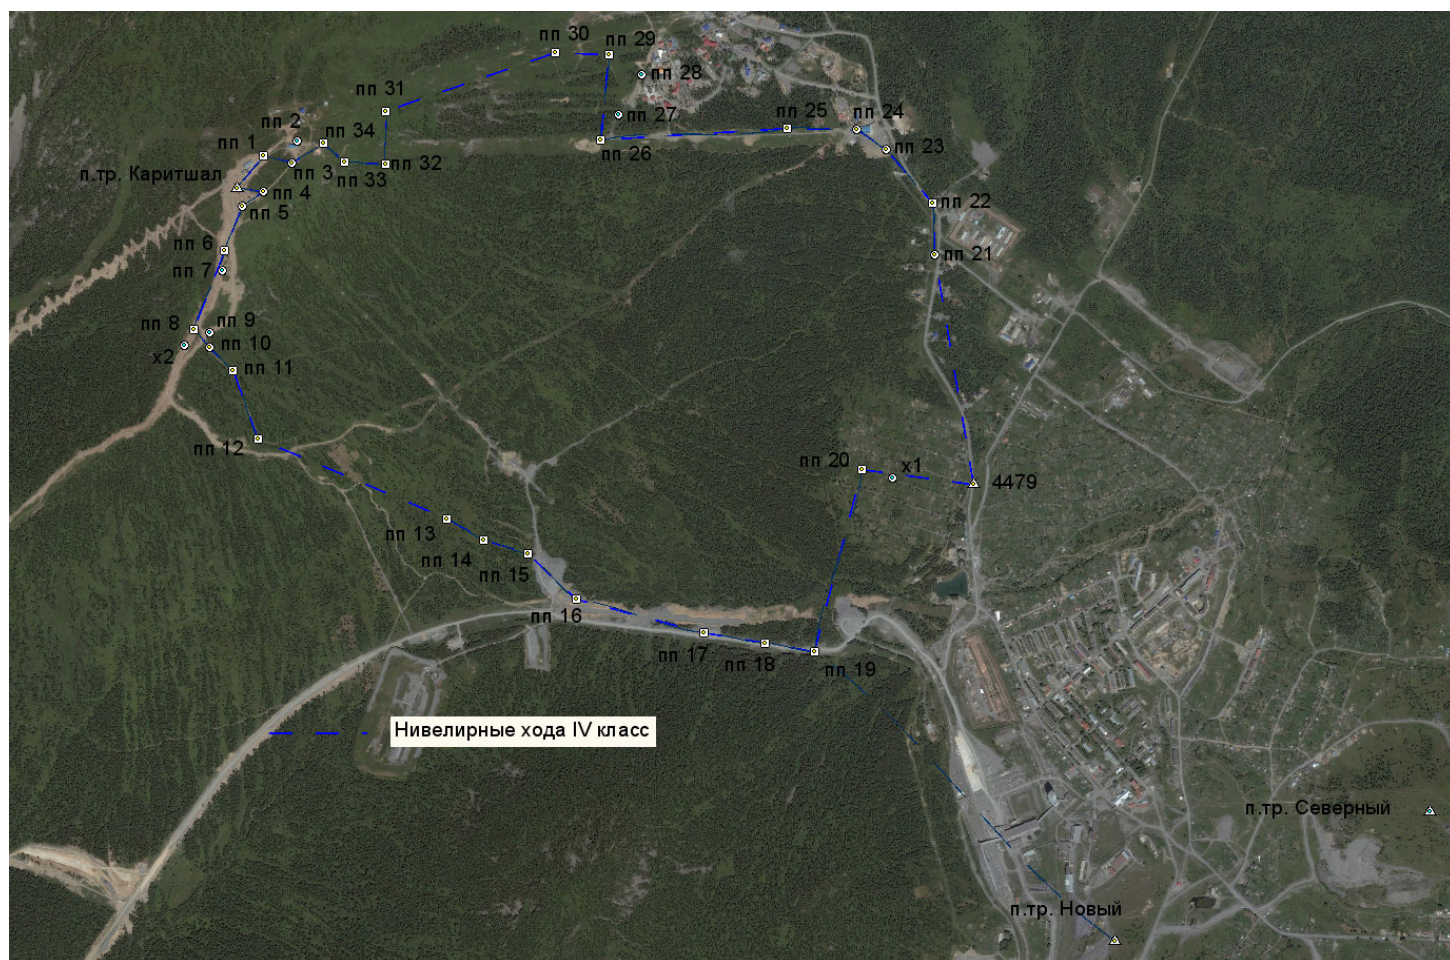 пп 30
пп 29
пп 28
пп 31
пп 27
пп 25
пп 24
пп 2
пп 34
пп 1
пп 26
пп 23
п.тр. Каритшал
пп 3
пп 33
пп 32
пп 4
пп 5
пп 22
пп 6
пп 7
пп 21
пп 8
пп 9
х2
пп 10
пп 11
пп 12
пп 20
х1
4479
пп 13
пп 14
пп 15
пп 16
пп 17
пп 18
пп 19
Нивелирные хода IV класс
п.тр. Северный
п.тр. Новый